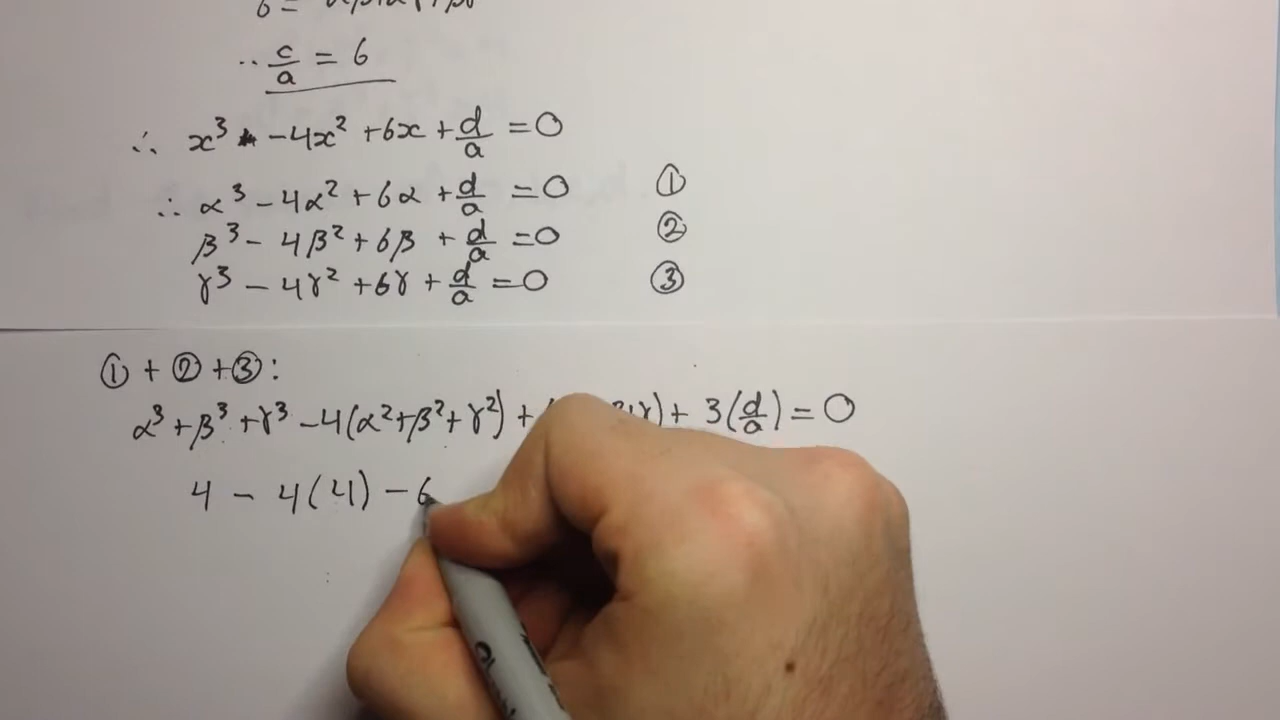 ∴ c/a = 6
∴ x³ - 4x² + 6x + d/a = 0
∴ α³ - 4α² + 6α + d/a = 0 ①
β³ - 4β² + 6β + d/a = 0 ②
γ³ - 4γ² + 6γ + d/a = 0 ③
① + ② + ③:
α³ + β³ + γ³ - 4(α² + β² + γ²) + γ) + 3(d/a) = 0
4 - 4(4) - 6